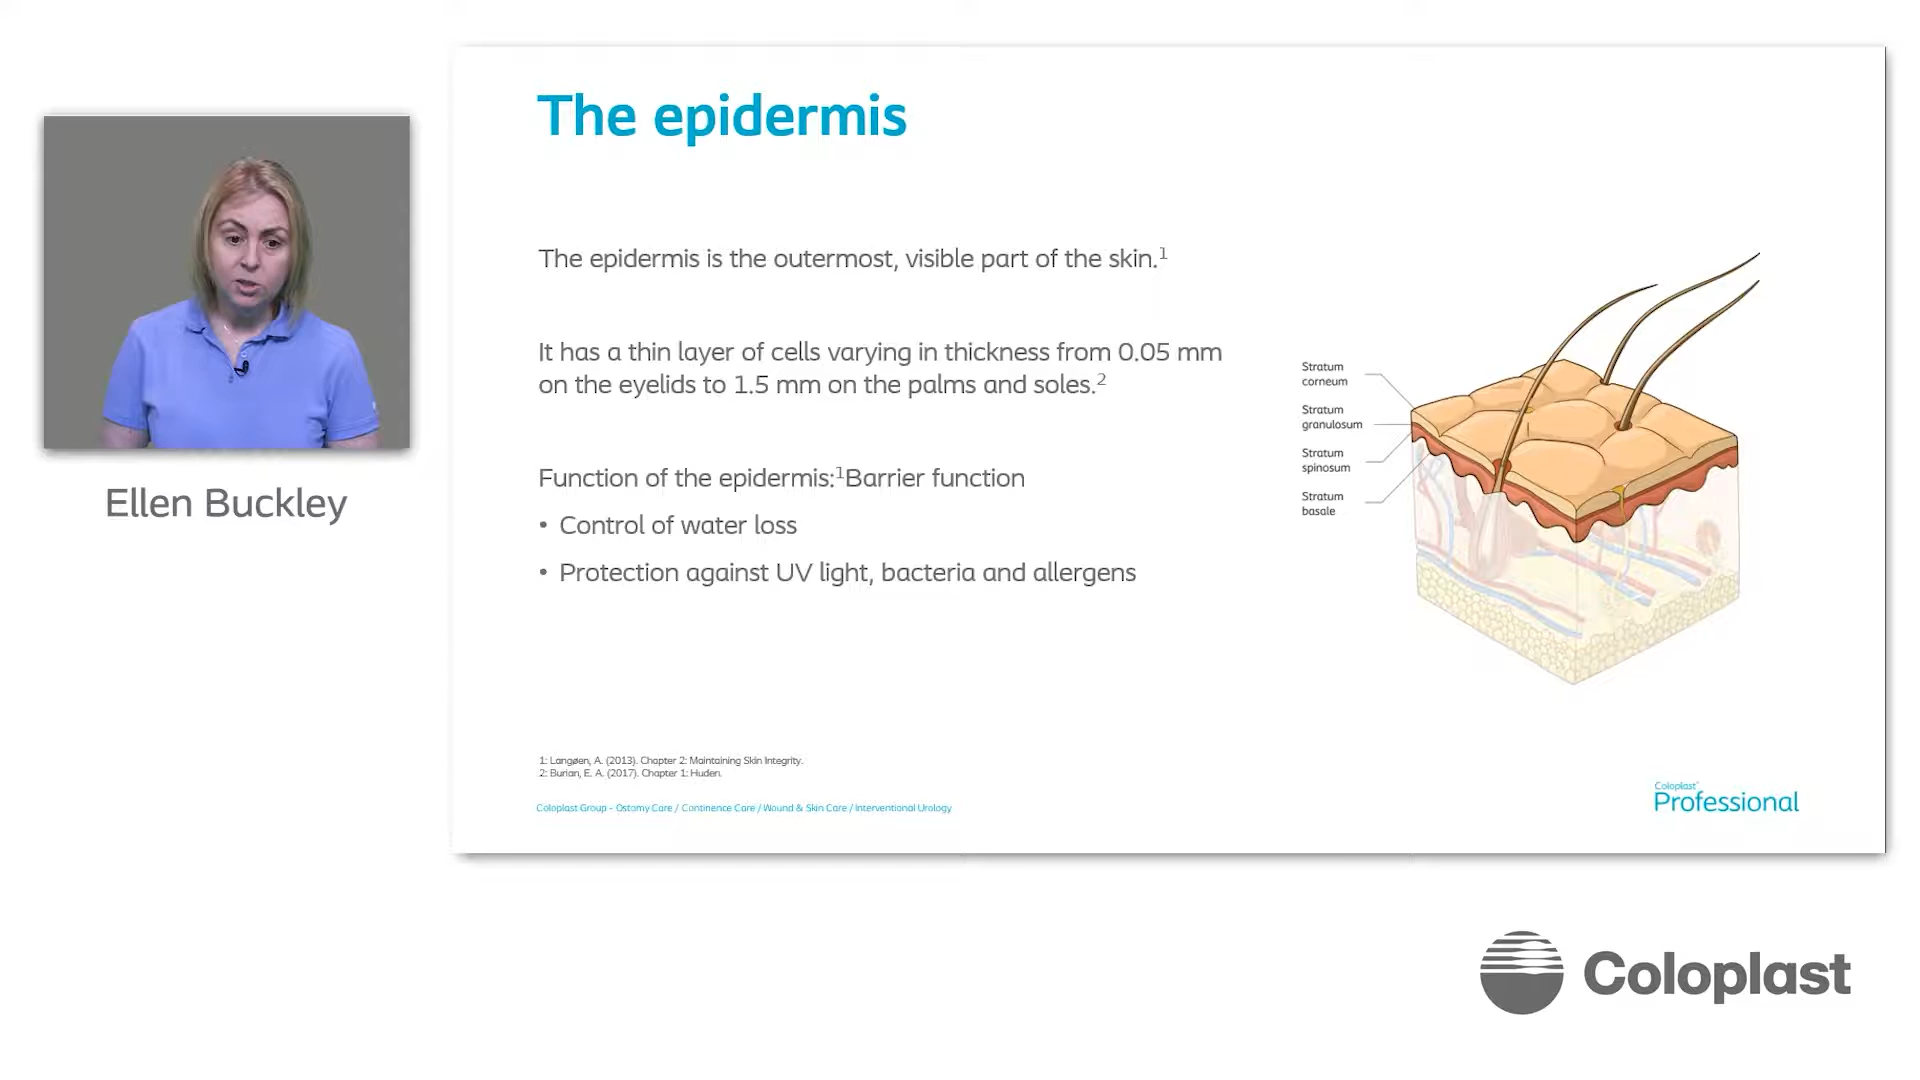 The epidermis
The epidermis is the outermost, visible part of the skin.¹
It has a thin layer of cells varying in thickness from 0.05 mm
on the eyelids to 1.5 mm on the palms and soles.²
Function of the epidermis:¹Barrier function
• Control of water loss
• Protection against UV light, bacteria and allergens
Stratum
corneum
Stratum
granulosum
Stratum
spinosum
Stratum
basale
1: Langøen, A. (2013). Chapter 2: Maintaining Skin Integrity.
2: Burian, E. A. (2017). Chapter 1: Huden.
Coloplast Group - Ostomy Care / Continence Care / Wound & Skin Care / Interventional Urology
Coloplast®
Professional
Ellen Buckley
Coloplast